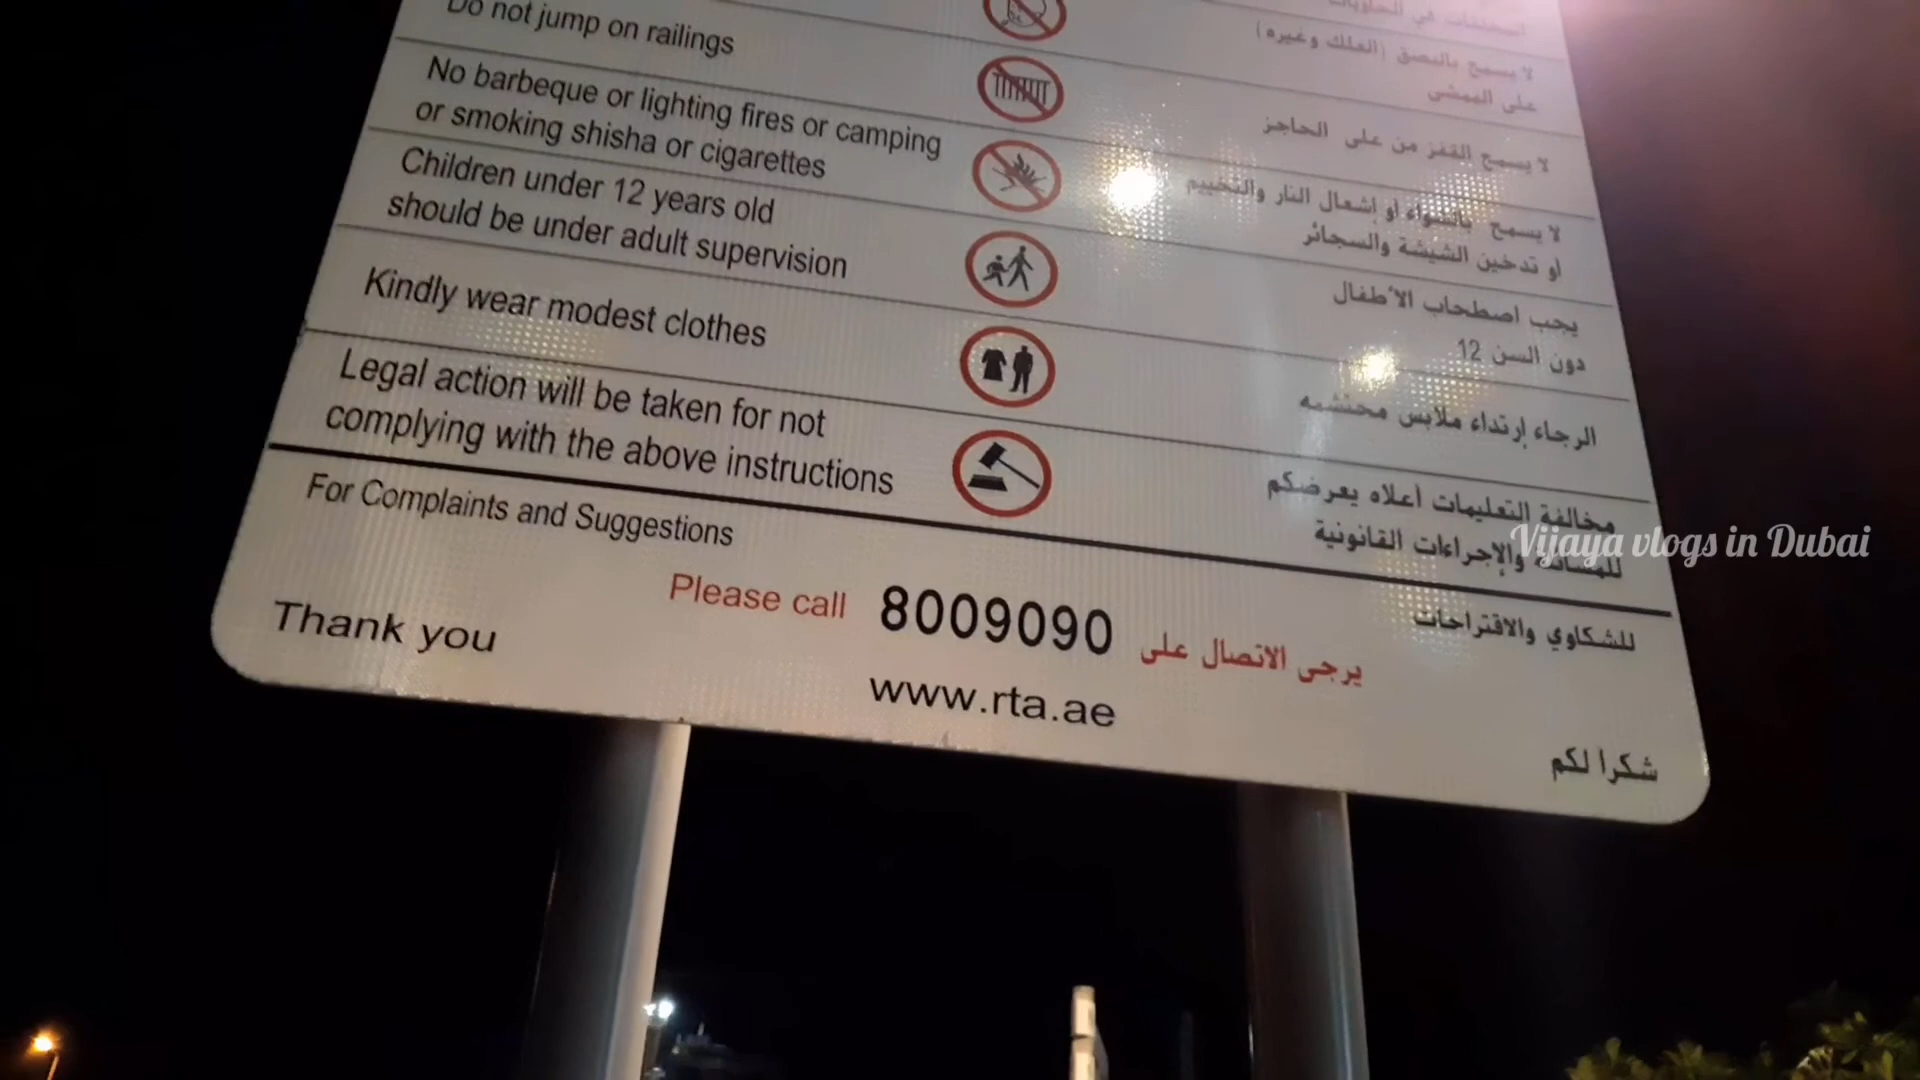 Do not jump on railings
No barbeque or lighting fires or camping
or smoking shisha or cigarettes
Children under 12 years old
should be under adult supervision
Kindly wear modest clothes
Legal action will be taken for not
complying with the above instructions
For Complaints and Suggestions
لا يسمح بالبصق (العلك وغيره)
على الممشى
لا يسمح القفز من على الحاجز
لا يسمح بالشواء أو إشعال النار والتخييم
أو تدخين الشيشة والسجائر
يجب اصطحاب الأطفال
دون السن 12
الرجاء إرتداء ملابس محتشمه
مخالفة التعليمات أعلاه يعرضكم
للمسائلة والإجراءات القانونية
للشكاوي والاقتراحات
Please call 8009090 يرجى الاتصال على
www.rta.ae
Thank you
شكرا لكم
Vijaya vlogs in Dubai